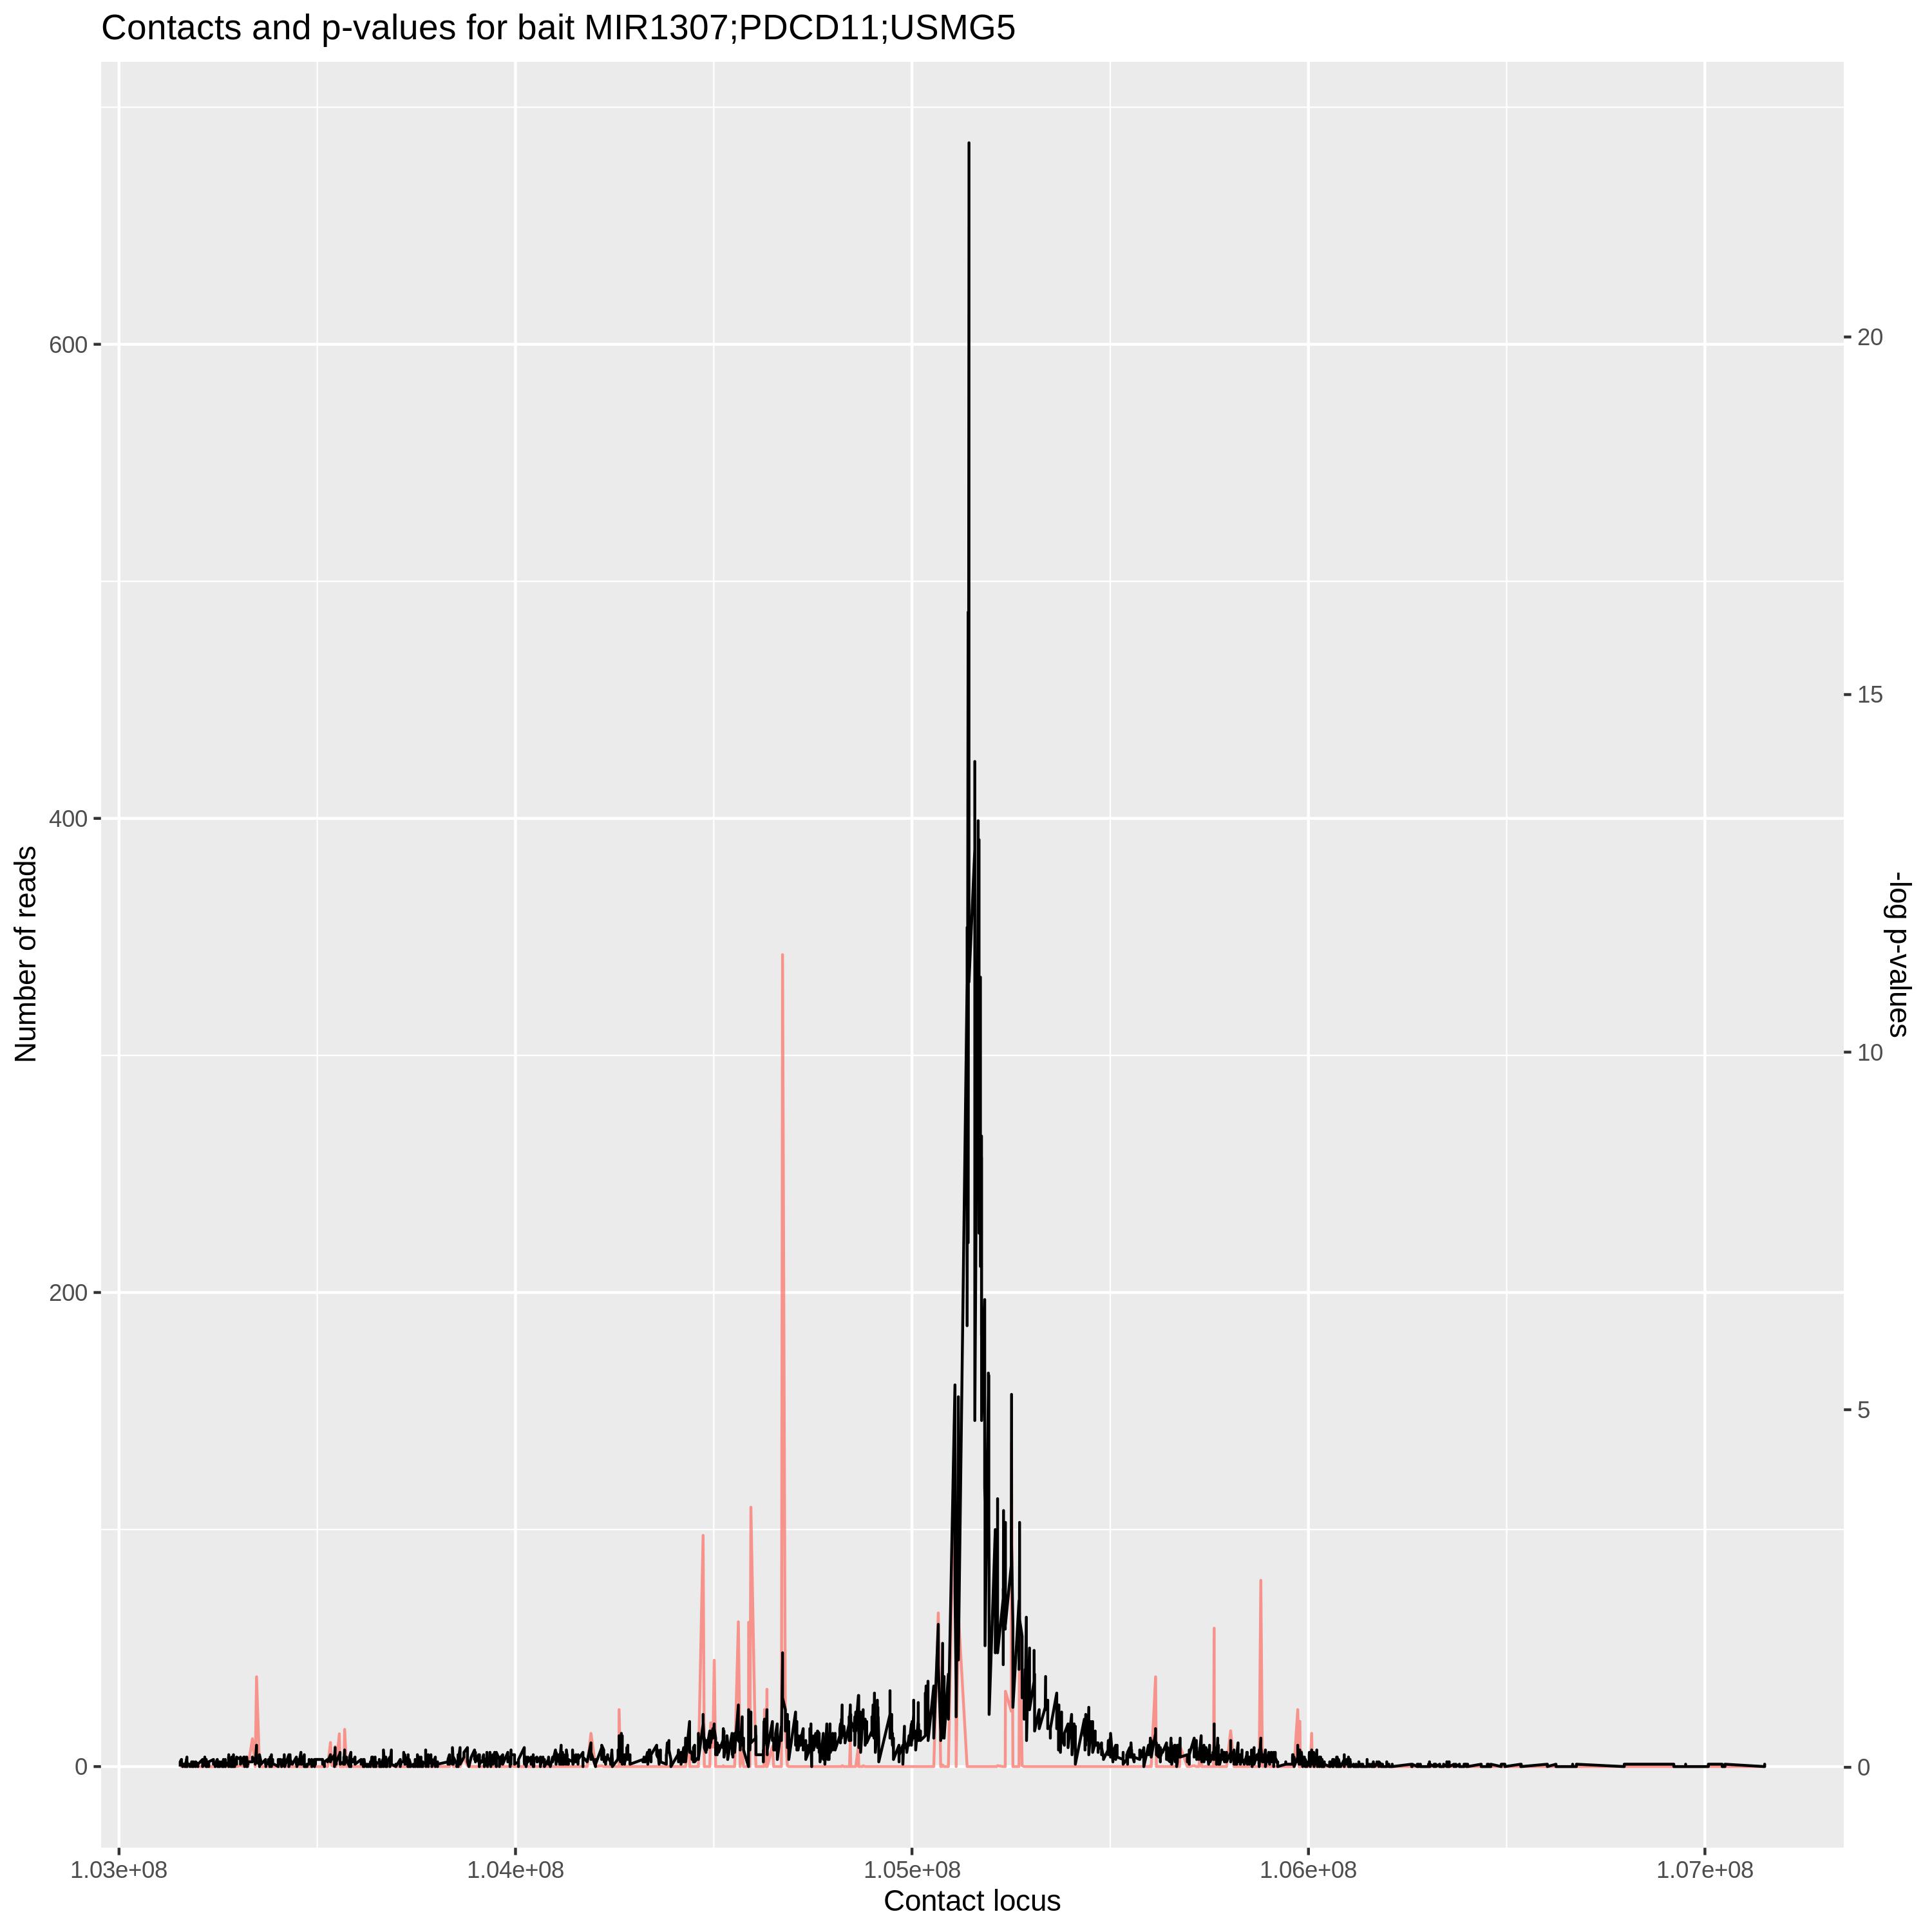 Contacts and p-values for bait MIR1307;PDCD11;USMG5
600
400
200
0
Number of reads
20
15
10
5
0
-log p-values
1.03e+08
1.04e+08
1.05e+08
1.06e+08
1.07e+08
Contact locus